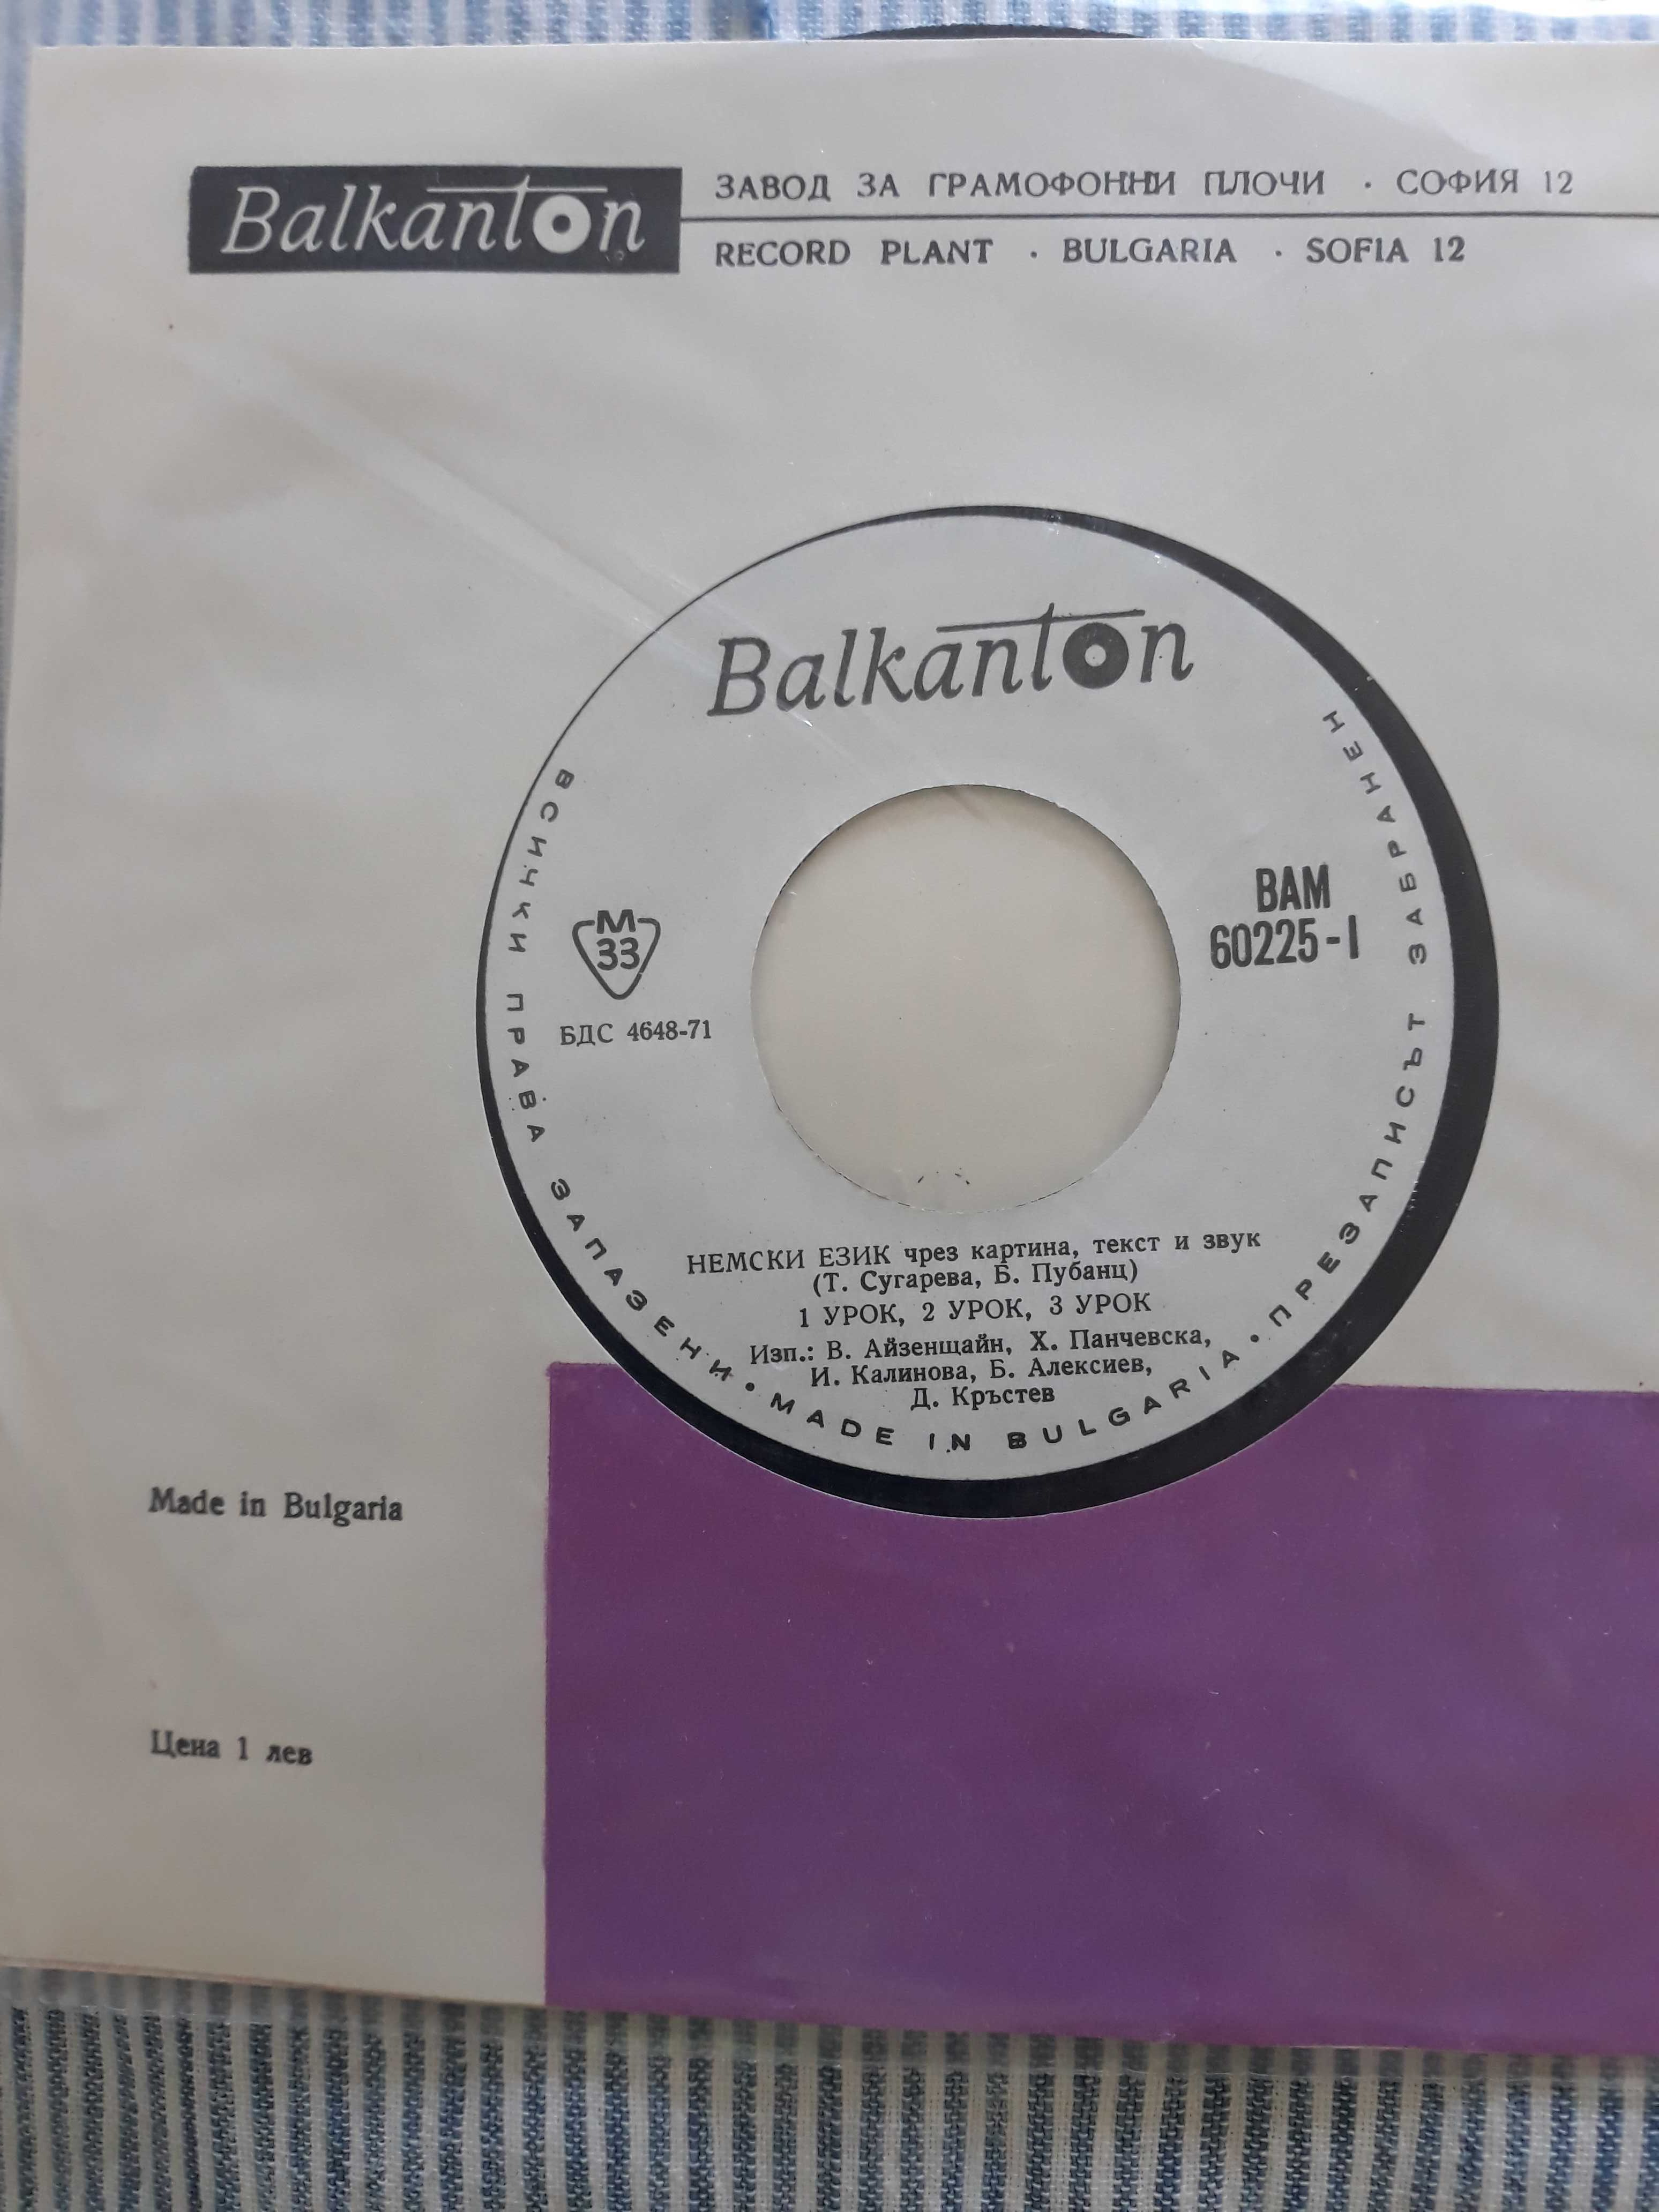 Balkanton
ЗАВОД ЗА ГРАМОФОННИ ПЛОЧИ · СОФИЯ 12
RECORD PLANT · BULGARIA · SOFIA 12
Balkanton
М
33
БДС 4648-71
ВАМ
60225-I
НЕМСКИ ЕЗИК чрез картина, текст и звук
(Т. Сугарева, Б. Пубанц)
1 УРОК, 2 УРОК, 3 УРОК
Изп.: В. Айзенщайн, Х. Панчевска,
И. Калинова, Б. Алексиев,
Д. Кръстев
ВСИЧКИ ПРАВА ЗАПАЗЕНИ • MADE IN BULGARIA • ПРЕЗАПИСЪТ ЗАБРАНЕН
Made in Bulgaria
Цена 1 лев